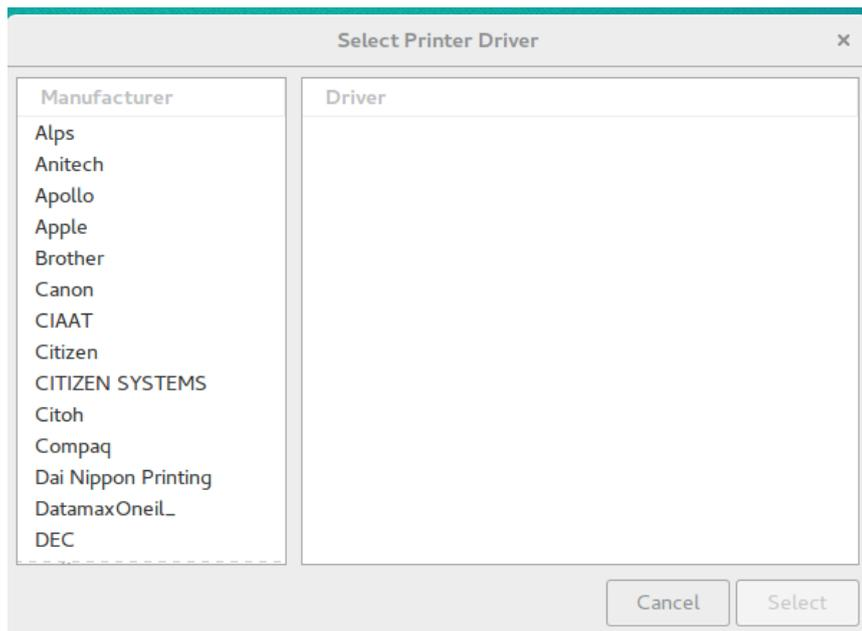 Select Printer Driver ×
Manufacturer
Alps
Anitech
Apollo
Apple
Brother
Canon
CIAAT
Citizen
CITIZEN SYSTEMS
Citoh
Compaq
Dai Nippon Printing
DatamaxOneil_
DEC
Driver
Cancel
Select